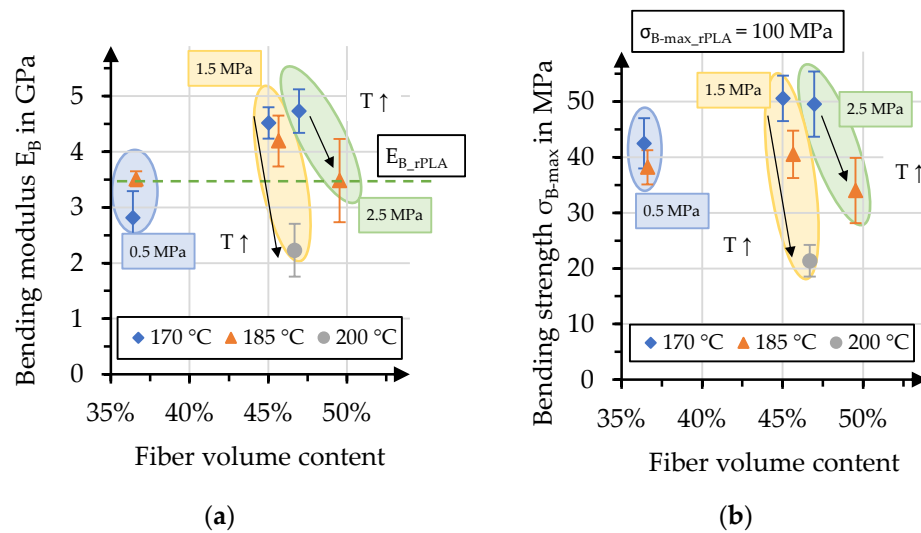 Bending modulus E_B in GPa
5
4
3
2
1
0
1.5 MPa
T ↑
E_B_rPLA
2.5 MPa
0.5 MPa
T ↑
170 °C 185 °C 200 °C
35% 40% 45% 50%
Fiber volume content
(a)
σ_B-max_rPLA = 100 MPa
Bending strength σ_B-max in MPa
50
40
30
20
10
0
1.5 MPa
2.5 MPa
T ↑
0.5 MPa
T ↑
170 °C 185 °C 200 °C
35% 40% 45% 50%
Fiber volume content
(b)